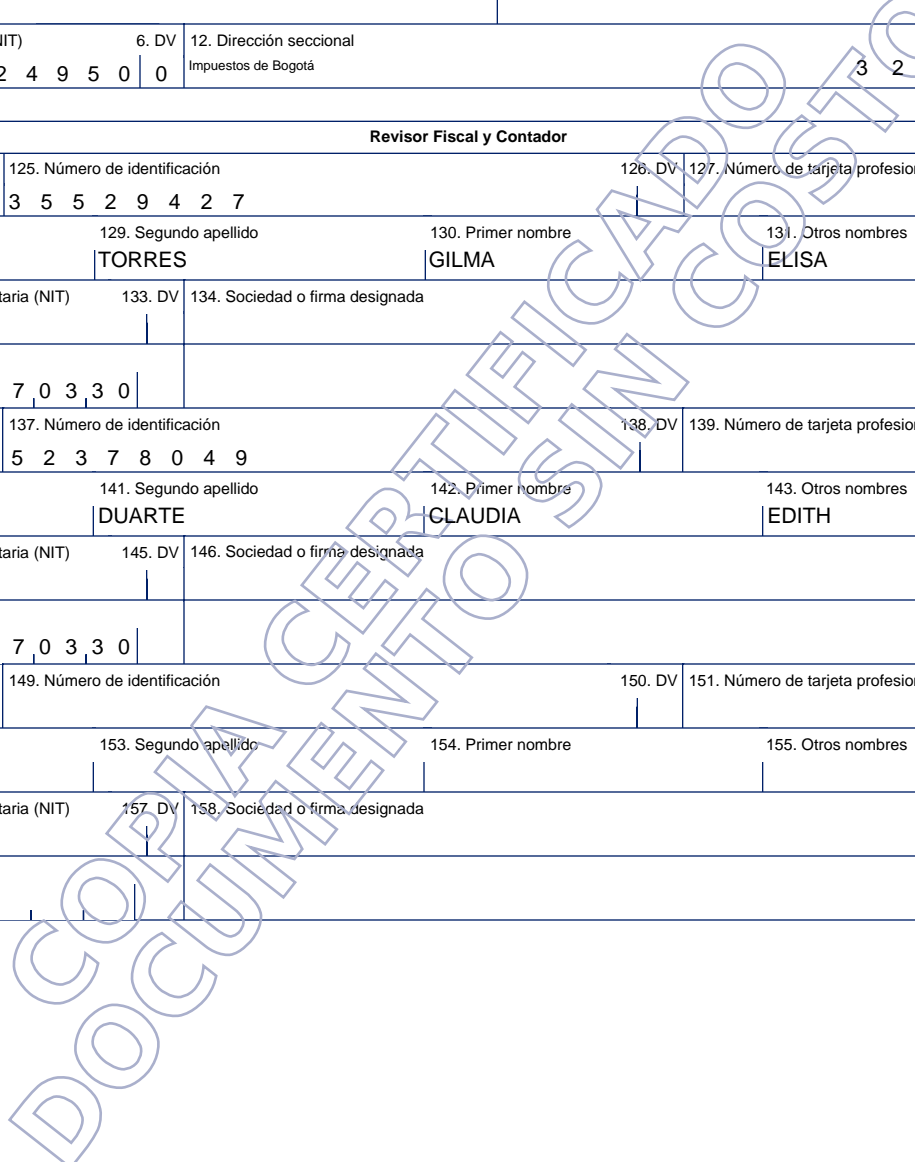 NIT) 6. DV 12. Dirección seccional
2 4 9 5 0 0 Impuestos de Bogotá 3 2
Revisor Fiscal y Contador
125. Número de identificación 126. DV 127. Número de tarjeta profesion
3 5 5 2 9 4 2 7
129. Segundo apellido 130. Primer nombre 131. Otros nombres
TORRES GILMA ELISA
taria (NIT) 133. DV 134. Sociedad o firma designada
7 0 3 3 0
137. Número de identificación 138. DV 139. Número de tarjeta profesion
5 2 3 7 8 0 4 9
141. Segundo apellido 142. Primer nombre 143. Otros nombres
DUARTE CLAUDIA EDITH
taria (NIT) 145. DV 146. Sociedad o firma designada
7 0 3 3 0
149. Número de identificación 150. DV 151. Número de tarjeta profesion
153. Segundo apellido 154. Primer nombre 155. Otros nombres
taria (NIT) 157. DV 158. Sociedad o firma designada
COPIA CERTIFICADO
DOCUMENTO SIN COSTO